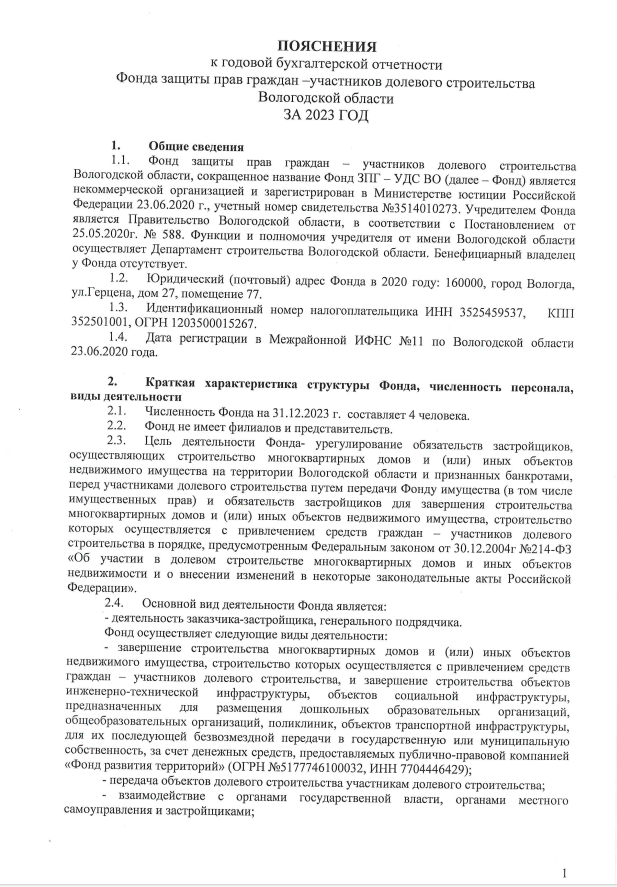 ПОЯСНЕНИЯ
к годовой бухгалтерской отчетности
Фонда защиты прав граждан –участников долевого строительства
Вологодской области
ЗА 2023 ГОД
1. Общие сведения
1.1. Фонд защиты прав граждан – участников долевого строительства
Вологодской области, сокращенное название Фонд ЗПГ – УДС ВО (далее – Фонд) является
некоммерческой организацией и зарегистрирован в Министерстве юстиции Российской
Федерации 23.06.2020 г., учетный номер свидетельства №3514010273. Учредителем Фонда
является Правительство Вологодской области, в соответствии с Постановлением от
25.05.2020г. № 588. Функции и полномочия учредителя от имени Вологодской области
осуществляет Департамент строительства Вологодской области. Бенефициарный владелец
у Фонда отсутствует.
1.2. Юридический (почтовый) адрес Фонда в 2020 году: 160000, город Вологда,
ул.Герцена, дом 27, помещение 77.
1.3. Идентификационный номер налогоплательщика ИНН 3525459537, КПП
352501001, ОГРН 1203500015267.
1.4. Дата регистрации в Межрайонной ИФНС №11 по Вологодской области
23.06.2020 года.
2. Краткая характеристика структуры Фонда, численность персонала,
виды деятельности
2.1. Численность Фонда на 31.12.2023 г. составляет 4 человека.
2.2. Фонд не имеет филиалов и представительств.
2.3. Цель деятельности Фонда- урегулирование обязательств застройщиков,
осуществляющих строительство многоквартирных домов и (или) иных объектов
недвижимого имущества на территории Вологодской области и признанных банкротами,
перед участниками долевого строительства путем передачи Фонду имущества (в том числе
имущественных прав) и обязательств застройщиков для завершения строительства
многоквартирных домов и (или) иных объектов недвижимого имущества, строительство
которых осуществляется с привлечением средств граждан – участников долевого
строительства в порядке, предусмотренным Федеральным законом от 30.12.2004г №214-ФЗ
«Об участии в долевом строительстве многоквартирных домов и иных объектов
недвижимости и о внесении изменений в некоторые законодательные акты Российской
Федерации».
2.4. Основной вид деятельности Фонда является:
- деятельность заказчика-застройщика, генерального подрядчика.
Фонд осуществляет следующие виды деятельности:
- завершение строительства многоквартирных домов и (или) иных объектов
недвижимого имущества, строительство которых осуществляется с привлечением средств
граждан – участников долевого строительства, и завершение строительства объектов
инженерно-технической инфраструктуры, объектов социальной инфраструктуры,
предназначенных для размещения дошкольных образовательных организаций,
общеобразовательных организаций, поликлиник, объектов транспортной инфраструктуры,
для их последующей безвозмездной передачи в государственную или муниципальную
собственность, за счет денежных средств, предоставляемых публично-правовой компанией
«Фонд развития территорий» (ОГРН №5177746100032, ИНН 7704446429);
- передача объектов долевого строительства участникам долевого строительства;
- взаимодействие с органами государственной власти, органами местного
самоуправления и застройщиками;
1